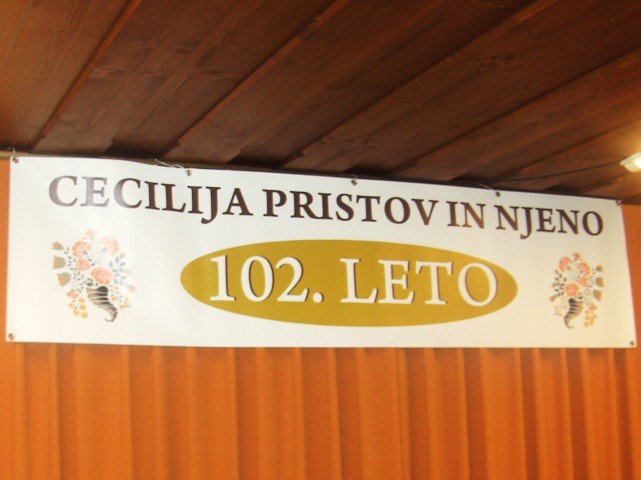 CECILIJA PRISTOV IN NJENO
102. LETO